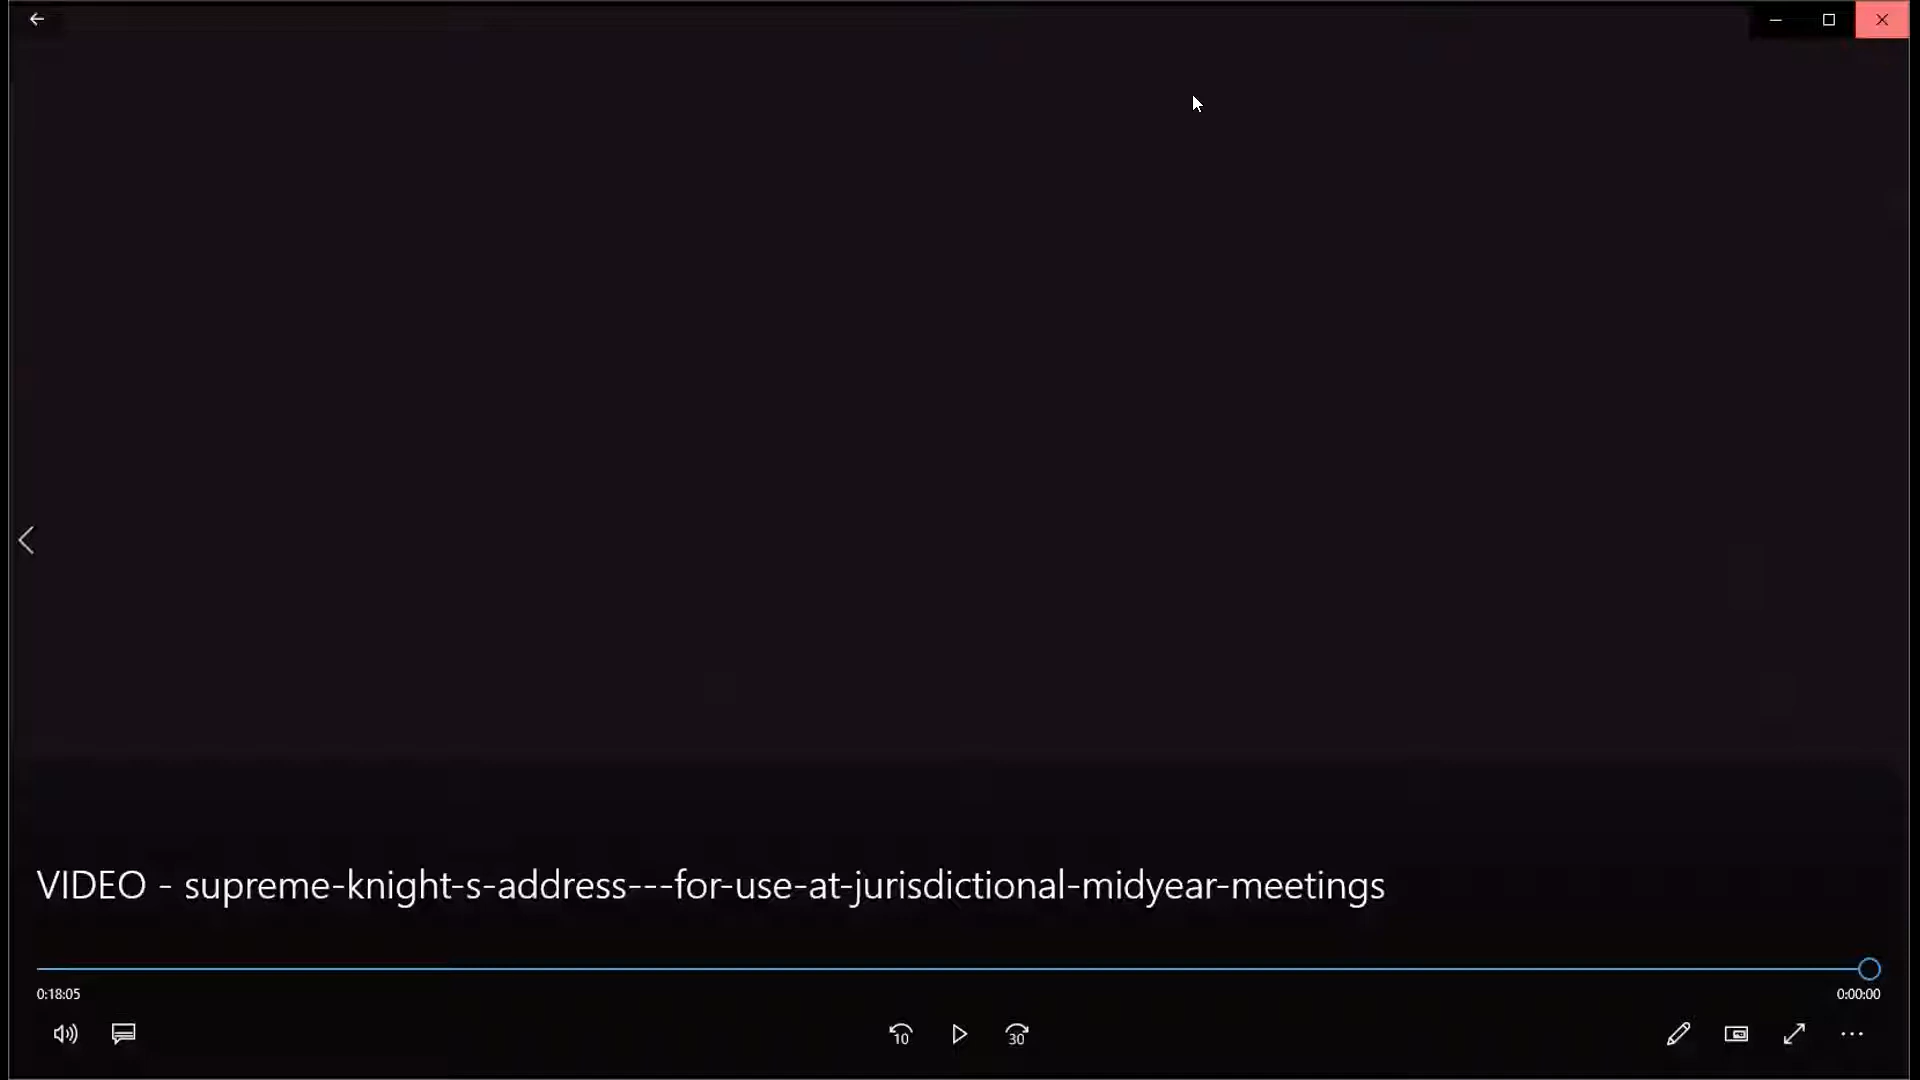 VIDEO - supreme-knight-s-address---for-use-at-jurisdictional-midyear-meetings
0:18:05
0:00:00
10
30